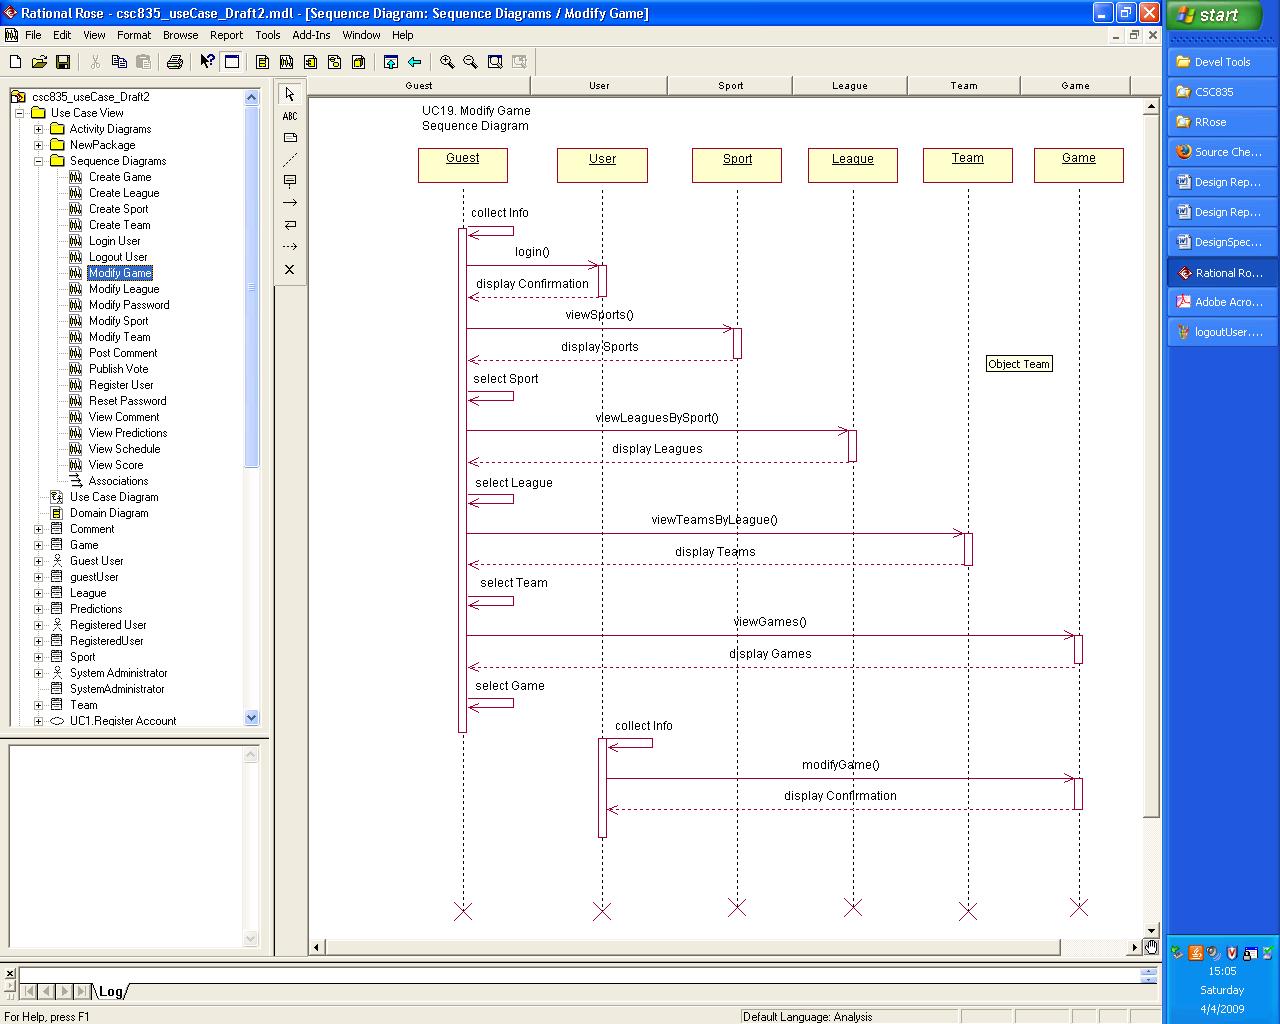 Rational Rose - csc835_useCase_Draft2.mdl - [Sequence Diagram: Sequence Diagrams / Modify Game]
File Edit View Format Browse Report Tools Add-Ins Window Help
csc835_useCase_Draft2
Use Case View
Activity Diagrams
NewPackage
Sequence Diagrams
Create Game
Create League
Create Sport
Create Team
Login User
Logout User
Modify Game
Modify League
Modify Password
Modify Sport
Modify Team
Post Comment
Publish Vote
Register User
Reset Password
View Comment
View Predictions
View Schedule
View Score
Associations
Use Case Diagram
Domain Diagram
Comment
Game
Guest User
guestUser
League
Predictions
Registered User
RegisteredUser
Sport
System Administrator
SystemAdministrator
Team
UC1.Register Account
ABC
Guest User Sport League Team Game
UC19. Modify Game
Sequence Diagram
Guest User Sport League Team Game
collect Info
login()
display Confirmation
viewSports()
display Sports
Object Team
select Sport
viewLeaguesBySport()
display Leagues
select League
viewTeamsByLeague()
display Teams
select Team
viewGames()
display Games
select Game
collect Info
modifyGame()
display Confirmation
Log
For Help, press F1
Default Language: Analysis
start
Devel Tools
CSC835
RRose
Source Che...
Design Rep...
Design Rep...
DesignSpec...
Rational Ro...
Adobe Acro...
logoutUser....
15:05
Saturday
4/4/2009